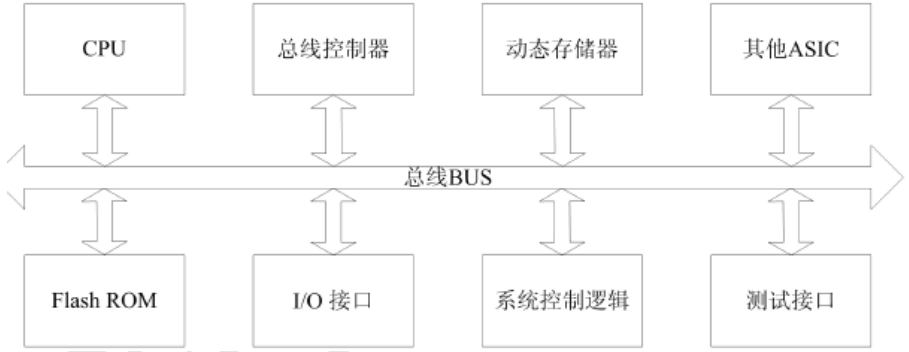 CPU
总线控制器
动态存储器
其他ASIC
总线BUS
Flash ROM
I/O 接口
系统控制逻辑
测试接口